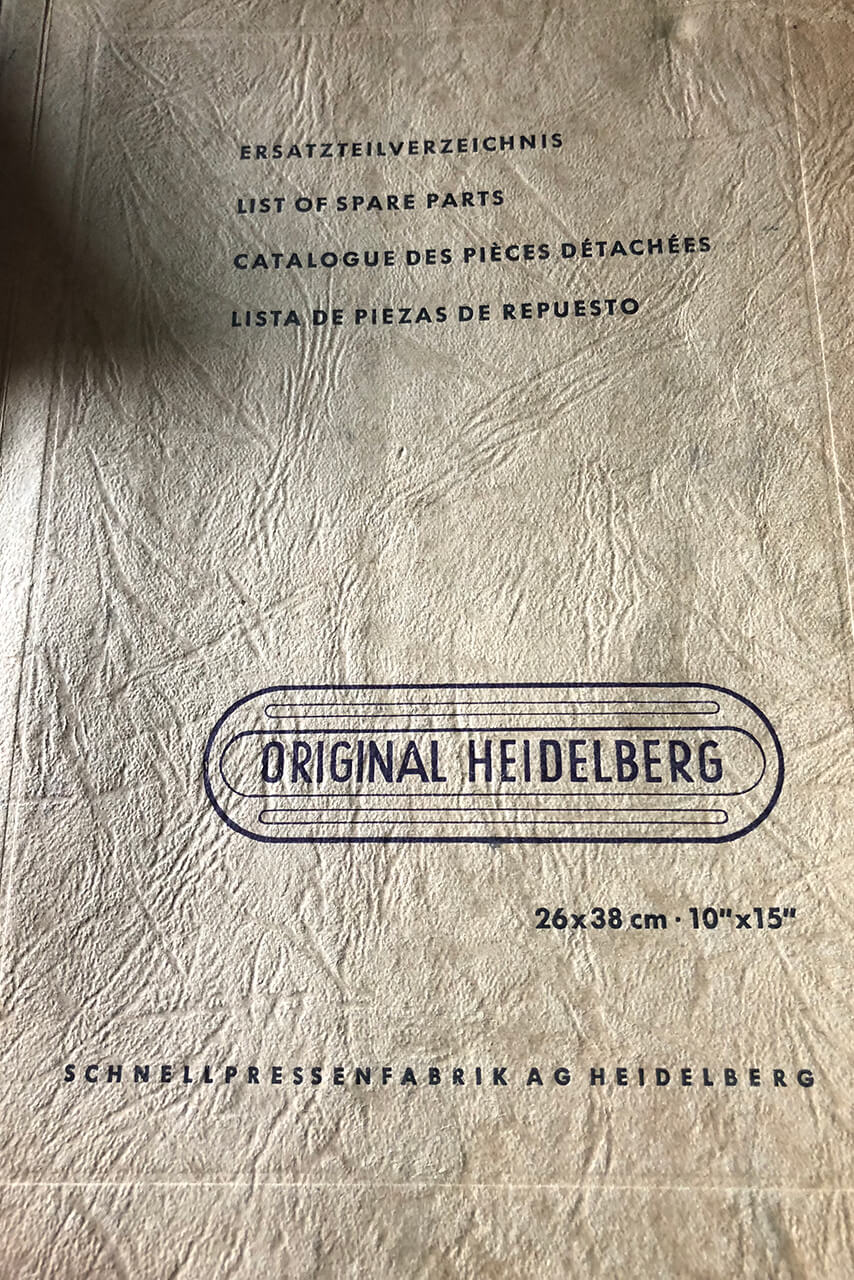 ERSATZTEILVERZEICHNIS
LIST OF SPARE PARTS
CATALOGUE DES PIÈCES DÉTACHÉES
LISTA DE PIEZAS DE REPUESTO
ORIGINAL HEIDELBERG
26x38 cm · 10"x15"
SCHNELLPRESSENFABRIK AG HEIDELBERG